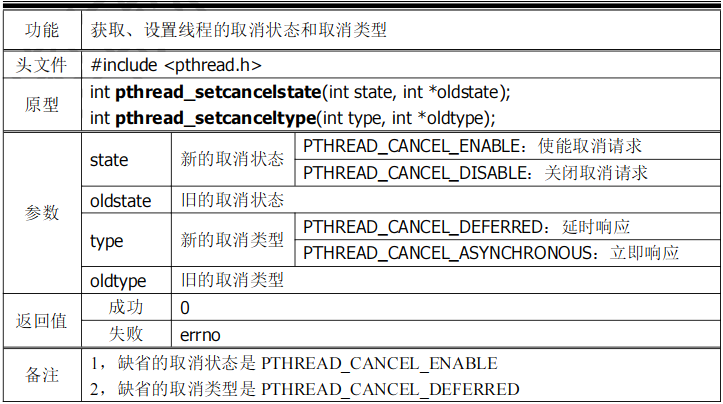 功能 获取、设置线程的取消状态和取消类型
头文件 #include <pthread.h>
原型 int pthread_setcancelstate(int state, int *oldstate);
int pthread_setcanceltype(int type, int *oldtype);
参数 state 新的取消状态 PTHREAD_CANCEL_ENABLE：使能取消请求
PTHREAD_CANCEL_DISABLE：关闭取消请求
oldstate 旧的取消状态
type 新的取消类型 PTHREAD_CANCEL_DEFERRED：延时响应
PTHREAD_CANCEL_ASYNCHRONOUS：立即响应
oldtype 旧的取消类型
返回值 成功 0
失败 errno
备注 1，缺省的取消状态是 PTHREAD_CANCEL_ENABLE
2，缺省的取消类型是 PTHREAD_CANCEL_DEFERRED